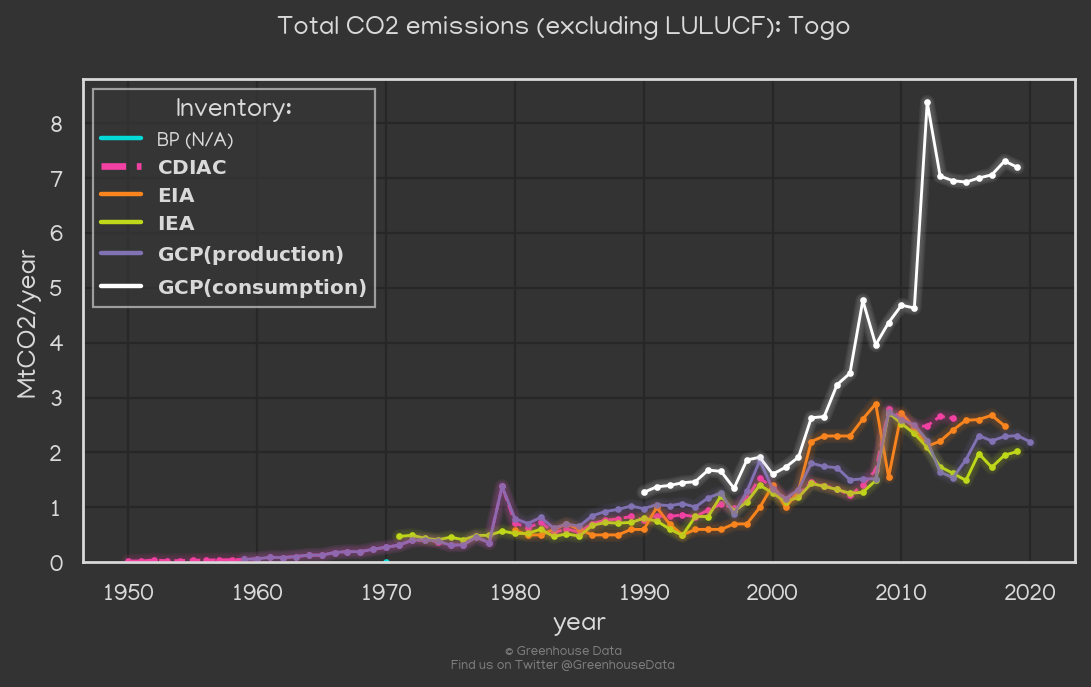 Total CO2 emissions (excluding LULUCF): Togo
Inventory:
BP (N/A)
CDIAC
EIA
IEA
GCP(production)
GCP(consumption)
MtCO2/year
8
7
6
5
4
3
2
1
0
1950 1960 1970 1980 1990 2000 2010 2020
year
© Greenhouse Data
Find us on Twitter @GreenhouseData